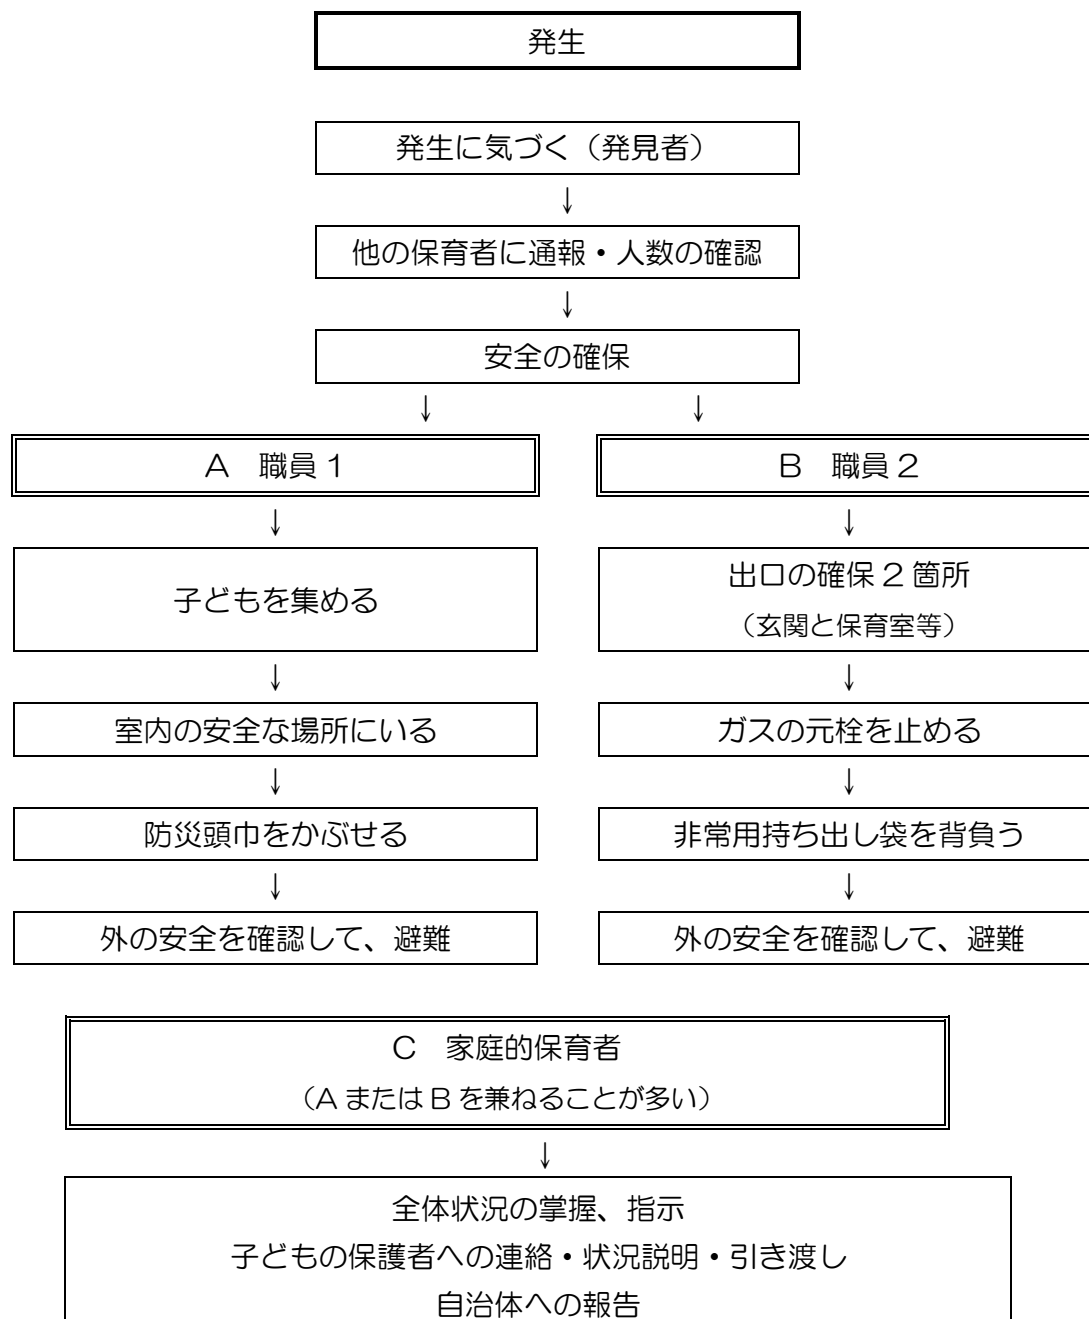 発生
発生に気づく（発見者）
↓
他の保育者に通報・人数の確認
↓
安全の確保
↓ ↓
A　職員 1
↓
子どもを集める
↓
室内の安全な場所にいる
↓
防災頭巾をかぶせる
↓
外の安全を確認して、避難
B　職員 2
↓
出口の確保 2 箇所
（玄関と保育室等）
↓
ガスの元栓を止める
↓
非常用持ち出し袋を背負う
↓
外の安全を確認して、避難
C　家庭的保育者
（A または B を兼ねることが多い）
↓
全体状況の掌握、指示
子どもの保護者への連絡・状況説明・引き渡し
自治体への報告